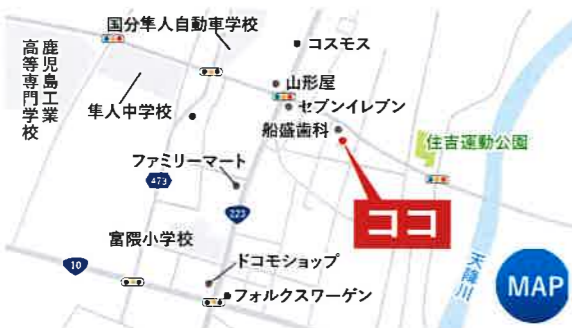 国分隼人自動車学校
コスモス
鹿児島工業
高等専門学校
山形屋
隼人中学校
セブンイレブン
船盛歯科
住吉運動公園
ファミリーマート
473
223
ココ
富隈小学校
10
ドコモショップ
天降川
MAP
フォルクスワーゲン